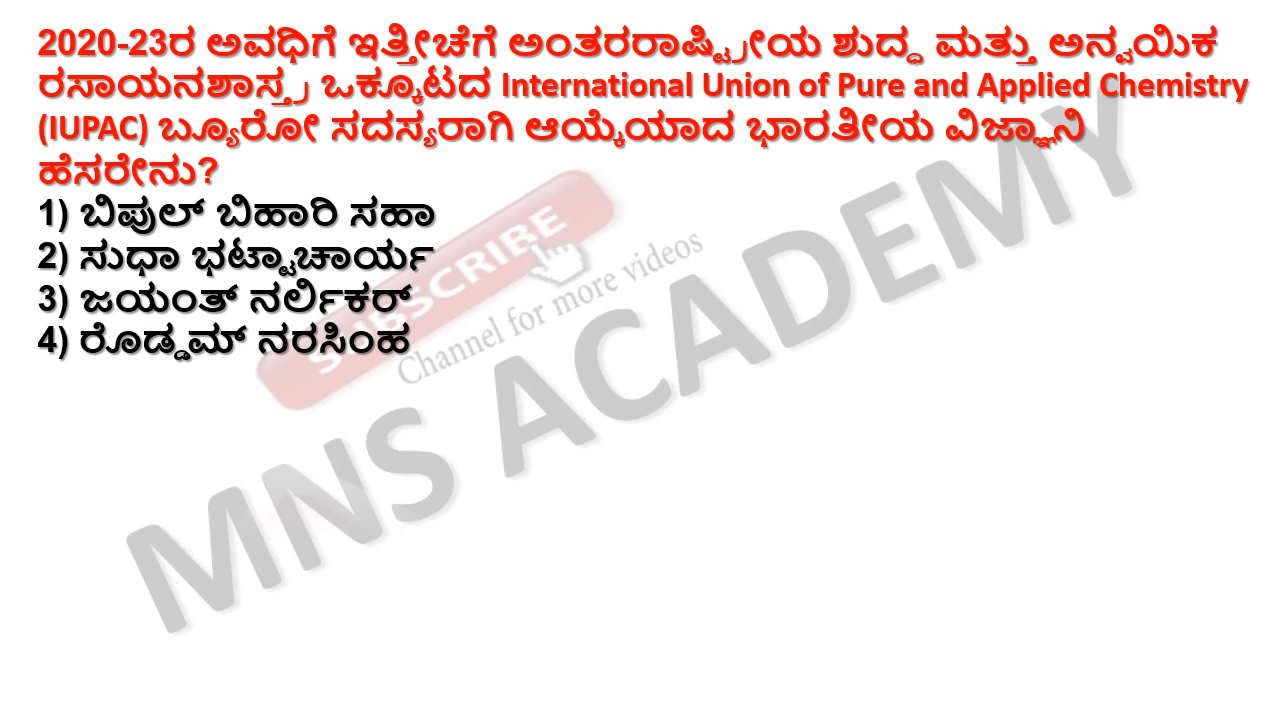 2020-23ರ ಅವಧಿಗೆ ಇತ್ತೀಚೆಗೆ ಅಂತರರಾಷ್ಟ್ರೀಯ ಶುದ್ಧ ಮತ್ತು ಅನ್ವಯಿಕ
ರಸಾಯನಶಾಸ್ತ್ರ ಒಕ್ಕೂಟದ International Union of Pure and Applied Chemistry
(IUPAC) ಬ್ಯೂರೋ ಸದಸ್ಯರಾಗಿ ಆಯ್ಕೆಯಾದ ಭಾರತೀಯ ವಿಜ್ಞಾನಿ
ಹೆಸರೇನು?
1) ಬಿಪುಲ್ ಬಿಹಾರಿ ಸಹಾ
2) ಸುಧಾ ಭಟ್ಟಾಚಾರ್ಯ
3) ಜಯಂತ್ ನರ್ಲಿಕರ್
4) ರೊಡ್ಡಮ್ ನರಸಿಂಹ
SUBSCRIBE
Channel for more videos
MNS ACADEMY